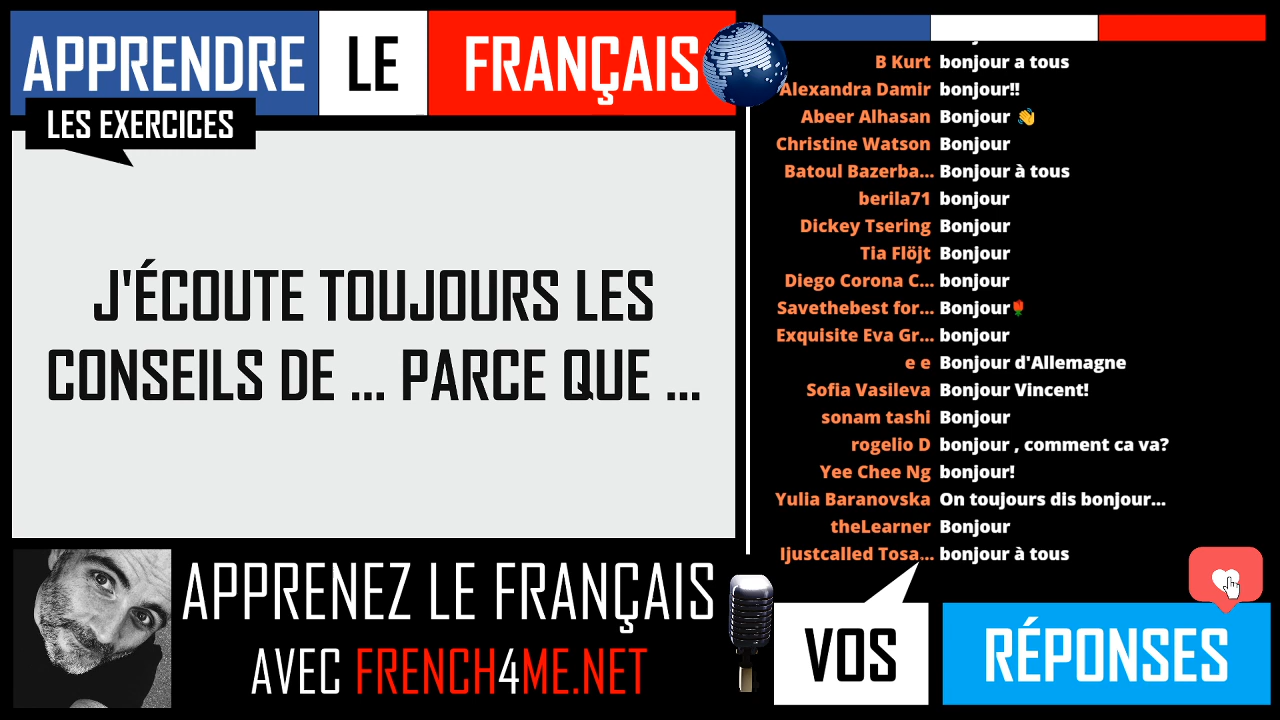 APPRENDRE LE FRANÇAIS
LES EXERCICES
J'ÉCOUTE TOUJOURS LES
CONSEILS DE ... PARCE QUE ...
APPRENEZ LE FRANÇAIS
AVEC FRENCH4ME.NET
B Kurt bonjour a tous
Alexandra Damir bonjour!!
Abeer Alhasan Bonjour 👋
Christine Watson Bonjour
Batoul Bazerba... Bonjour à tous
berila71 bonjour
Dickey Tsering Bonjour
Tia Flöjt Bonjour
Diego Corona C... bonjour
Savethebest for... Bonjour🌹
Exquisite Eva Gr... bonjour
e e Bonjour d'Allemagne
Sofia Vasileva Bonjour Vincent!
sonam tashi Bonjour
rogelio D bonjour , comment ca va?
Yee Chee Ng bonjour!
Yulia Baranovska On toujours dis bonjour...
theLearner Bonjour
Ijustcalled Tosa... bonjour à tous
VOS RÉPONSES